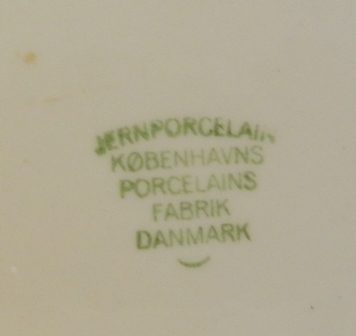 JERNPORCELAIN
KØBENHAVNS
PORCELAINS
FABRIK
DANMARK